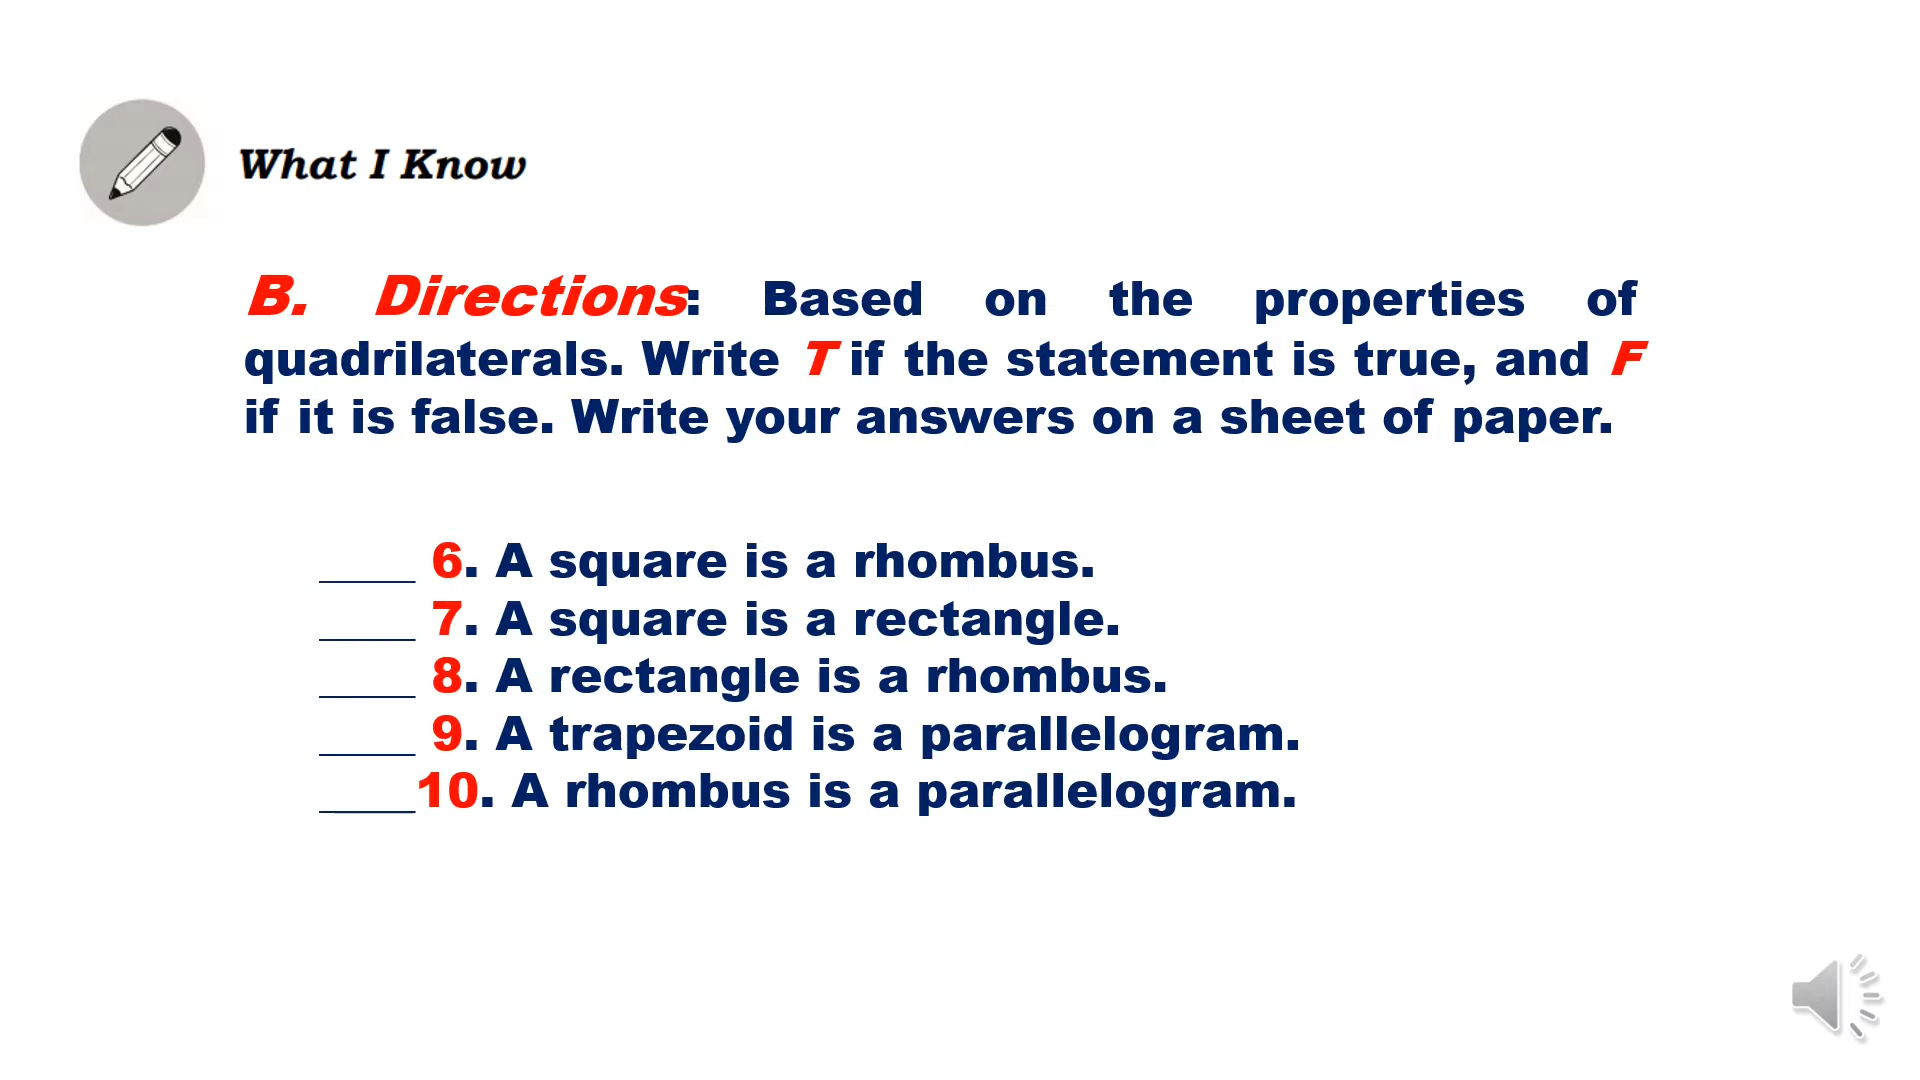 What I Know
B. Directions: Based on the properties of
quadrilaterals. Write T if the statement is true, and F
if it is false. Write your answers on a sheet of paper.
____ 6. A square is a rhombus.
____ 7. A square is a rectangle.
____ 8. A rectangle is a rhombus.
____ 9. A trapezoid is a parallelogram.
____10. A rhombus is a parallelogram.